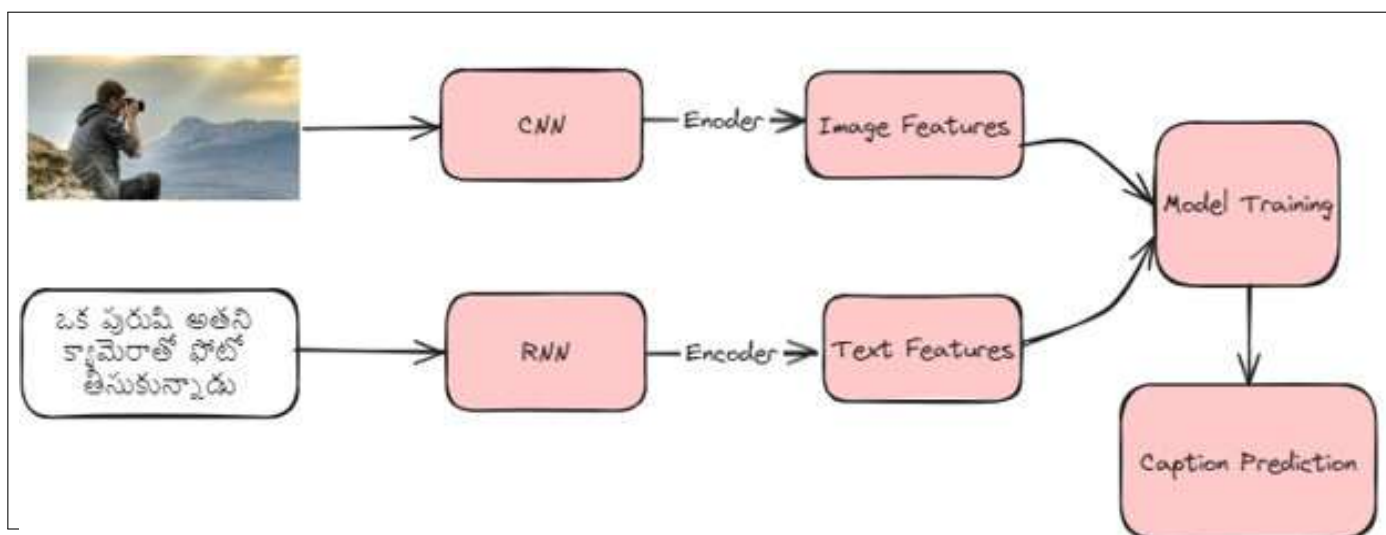 CNN
Enoder
Image Features
Model Training
ఒక పురుషి అతని
క్యామెరాతో ఫోటో
తీసుకున్నాడు
RNN
Encoder
Text Features
Caption Prediction